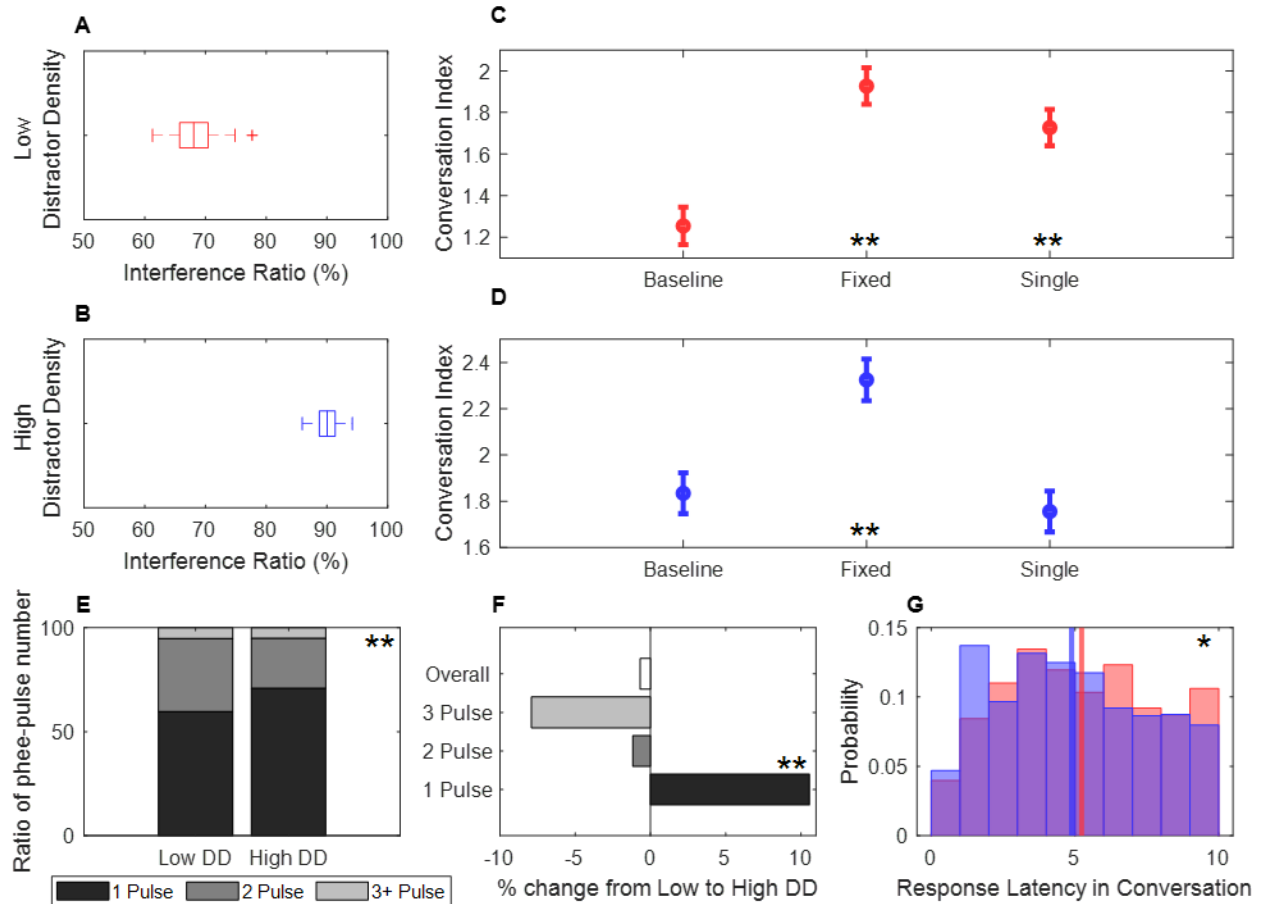 A
Low
Distractor Density
50 60 70 80 90 100
Interference Ratio (%)
B
High
Distractor Density
50 60 70 80 90 100
Interference Ratio (%)
C
Conversation Index
2
1.8
1.6
1.4
1.2
** **
Baseline Fixed Single
D
Conversation Index
2.4
2.2
2
1.8
1.6
**
Baseline Fixed Single
E
Ratio of phee-pulse number
100
50
0
**
Low DD High DD
1 Pulse 2 Pulse 3+ Pulse
F
Overall
3 Pulse
2 Pulse
1 Pulse
**
-10 -5 0 5 10
% change from Low to High DD
G
Probability
0.15
0.1
0.05
0
*
0 5 10
Response Latency in Conversation